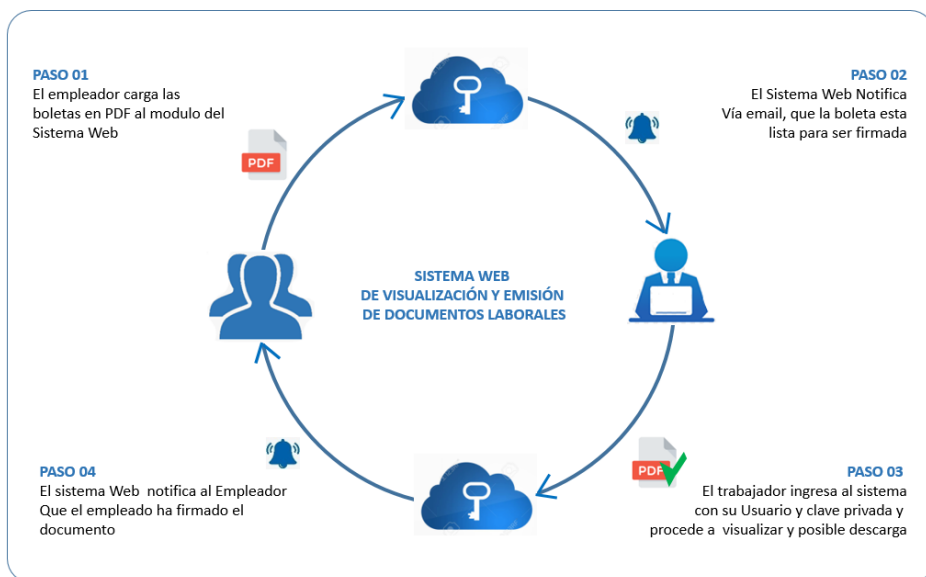 PASO 01
El empleador carga las
boletas en PDF al modulo del
Sistema Web
PDF
PASO 02
El Sistema Web Notifica
Vía email, que la boleta esta
lista para ser firmada
SISTEMA WEB
DE VISUALIZACIÓN Y EMISIÓN
DE DOCUMENTOS LABORALES
PASO 04
El sistema Web  notifica al Empleador
Que el empleado ha firmado el
documento
PDF
PASO 03
El trabajador ingresa al sistema
con su Usuario y clave privada y
procede a  visualizar y posible descarga